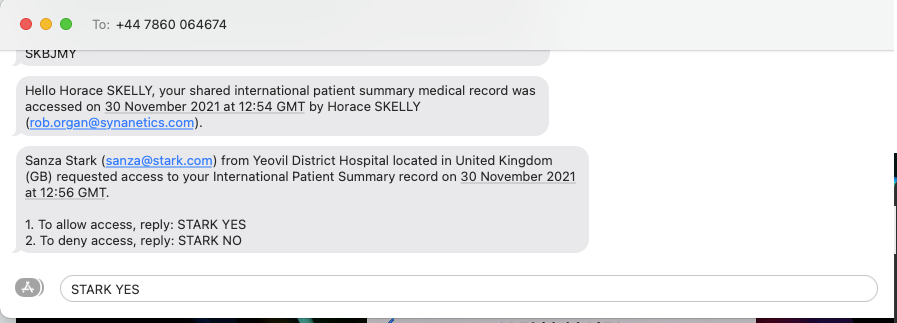 To: +44 7860 064674
SKBJMY
Hello Horace SKELLY, your shared international patient summary medical record was
accessed on 30 November 2021 at 12:54 GMT by Horace SKELLY
(rob.organ@synanetics.com).
Sanza Stark (sanza@stark.com) from Yeovil District Hospital located in United Kingdom
(GB) requested access to your International Patient Summary record on 30 November 2021
at 12:56 GMT.
1. To allow access, reply: STARK YES
2. To deny access, reply: STARK NO
STARK YES